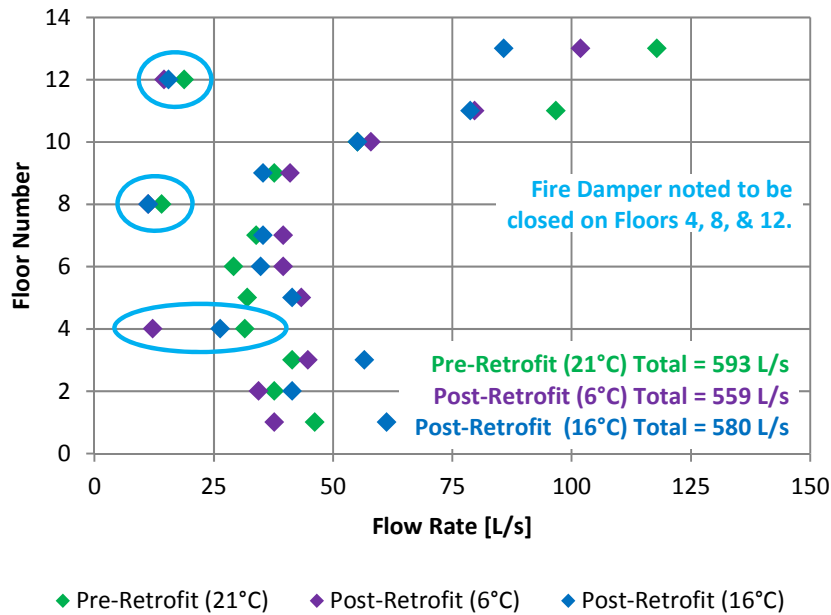 14
12
10
8
6
4
2
0
Floor Number
Fire Damper noted to be
closed on Floors 4, 8, & 12.
Pre-Retrofit (21°C) Total = 593 L/s
Post-Retrofit (6°C) Total = 559 L/s
Post-Retrofit (16°C) Total = 580 L/s
0 25 50 75 100 125 150
Flow Rate [L/s]
Pre-Retrofit (21°C) Post-Retrofit (6°C) Post-Retrofit (16°C)